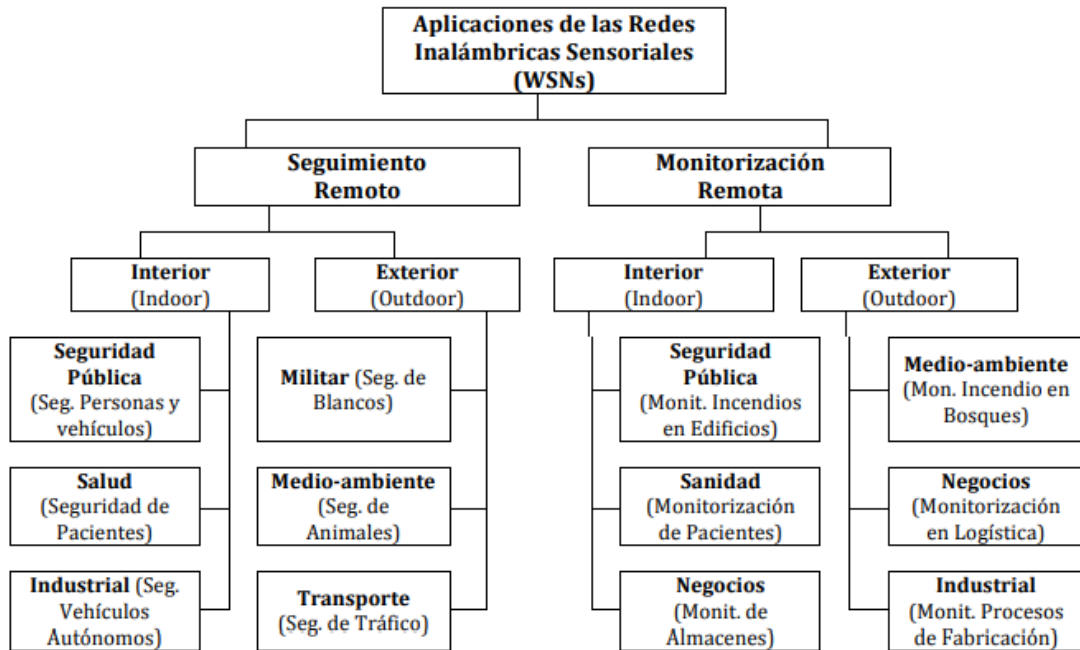 Aplicaciones de las Redes
Inalámbricas Sensoriales
(WSNs)
Seguimiento
Remoto
Monitorización
Remota
Interior
(Indoor)
Exterior
(Outdoor)
Interior
(Indoor)
Exterior
(Outdoor)
Seguridad
Pública
(Seg. Personas y
vehículos)
Militar (Seg. de
Blancos)
Seguridad
Pública
(Monit. Incendios
en Edificios)
Medio-ambiente
(Mon. Incendio en
Bosques)
Salud
(Seguridad de
Pacientes)
Medio-ambiente
(Seg. de
Animales)
Sanidad
(Monitorización
de Pacientes)
Negocios
(Monitorización
en Logística)
Industrial (Seg.
Vehículos
Autónomos)
Transporte
(Seg. de Tráfico)
Negocios
(Monit. de
Almacenes)
Industrial
(Monit. Procesos
de Fabricación)